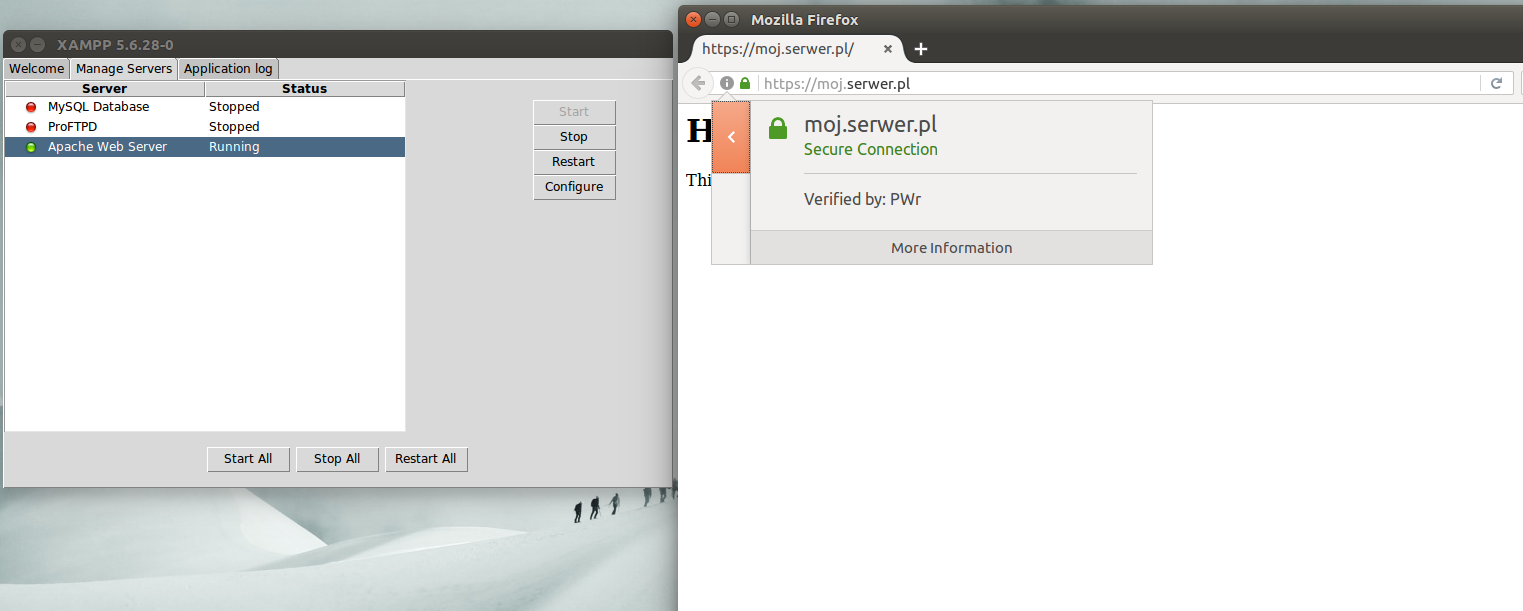 XAMPP 5.6.28-0
Welcome Manage Servers Application log
Server Status
MySQL Database Stopped
ProFTPD Stopped
Apache Web Server Running
Start
Stop
Restart
Configure
Start All Stop All Restart All
Mozilla Firefox
https://moj.serwer.pl/
https://moj.serwer.pl
H
Thi
moj.serwer.pl
Secure Connection
Verified by: PWr
More Information